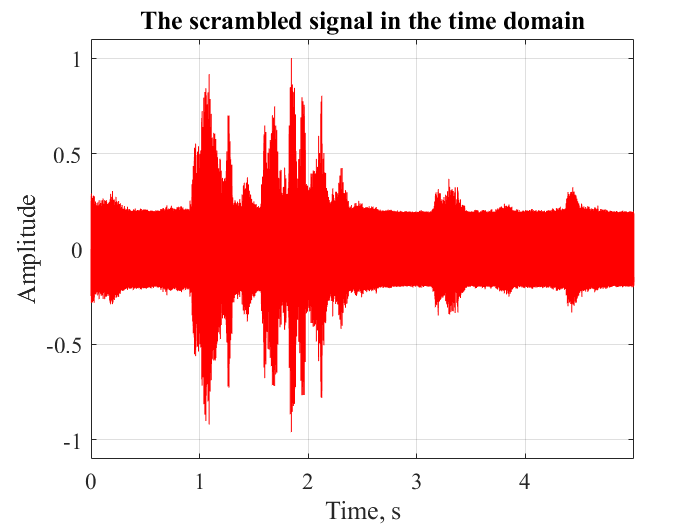 The scrambled signal in the time domain
1
0.5
0
-0.5
-1
Amplitude
0 1 2 3 4
Time, s